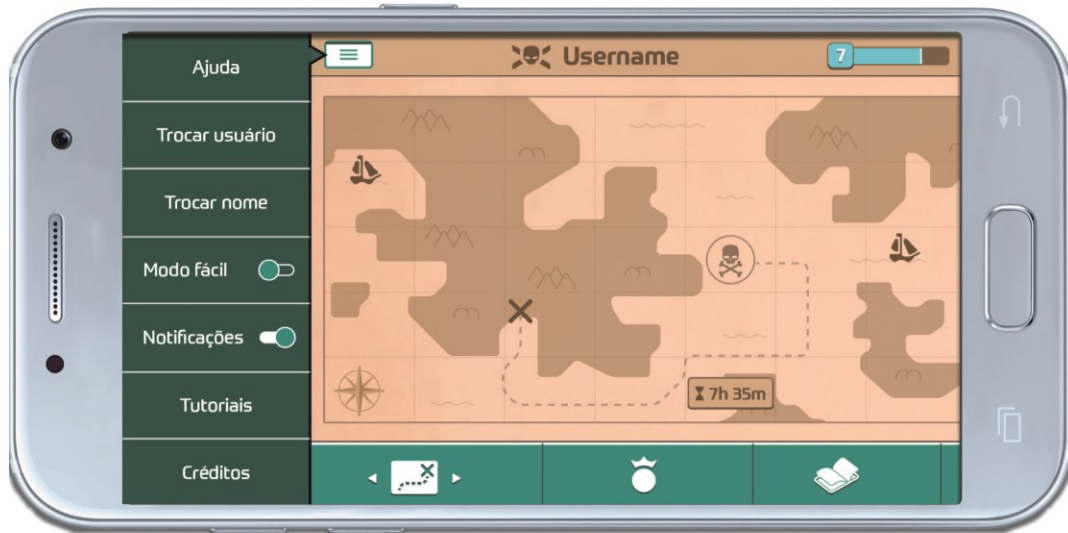 Ajuda
Trocar usuário
Trocar nome
Modo fácil
Notificações
Tutoriais
Créditos
Username
7
7h 35m